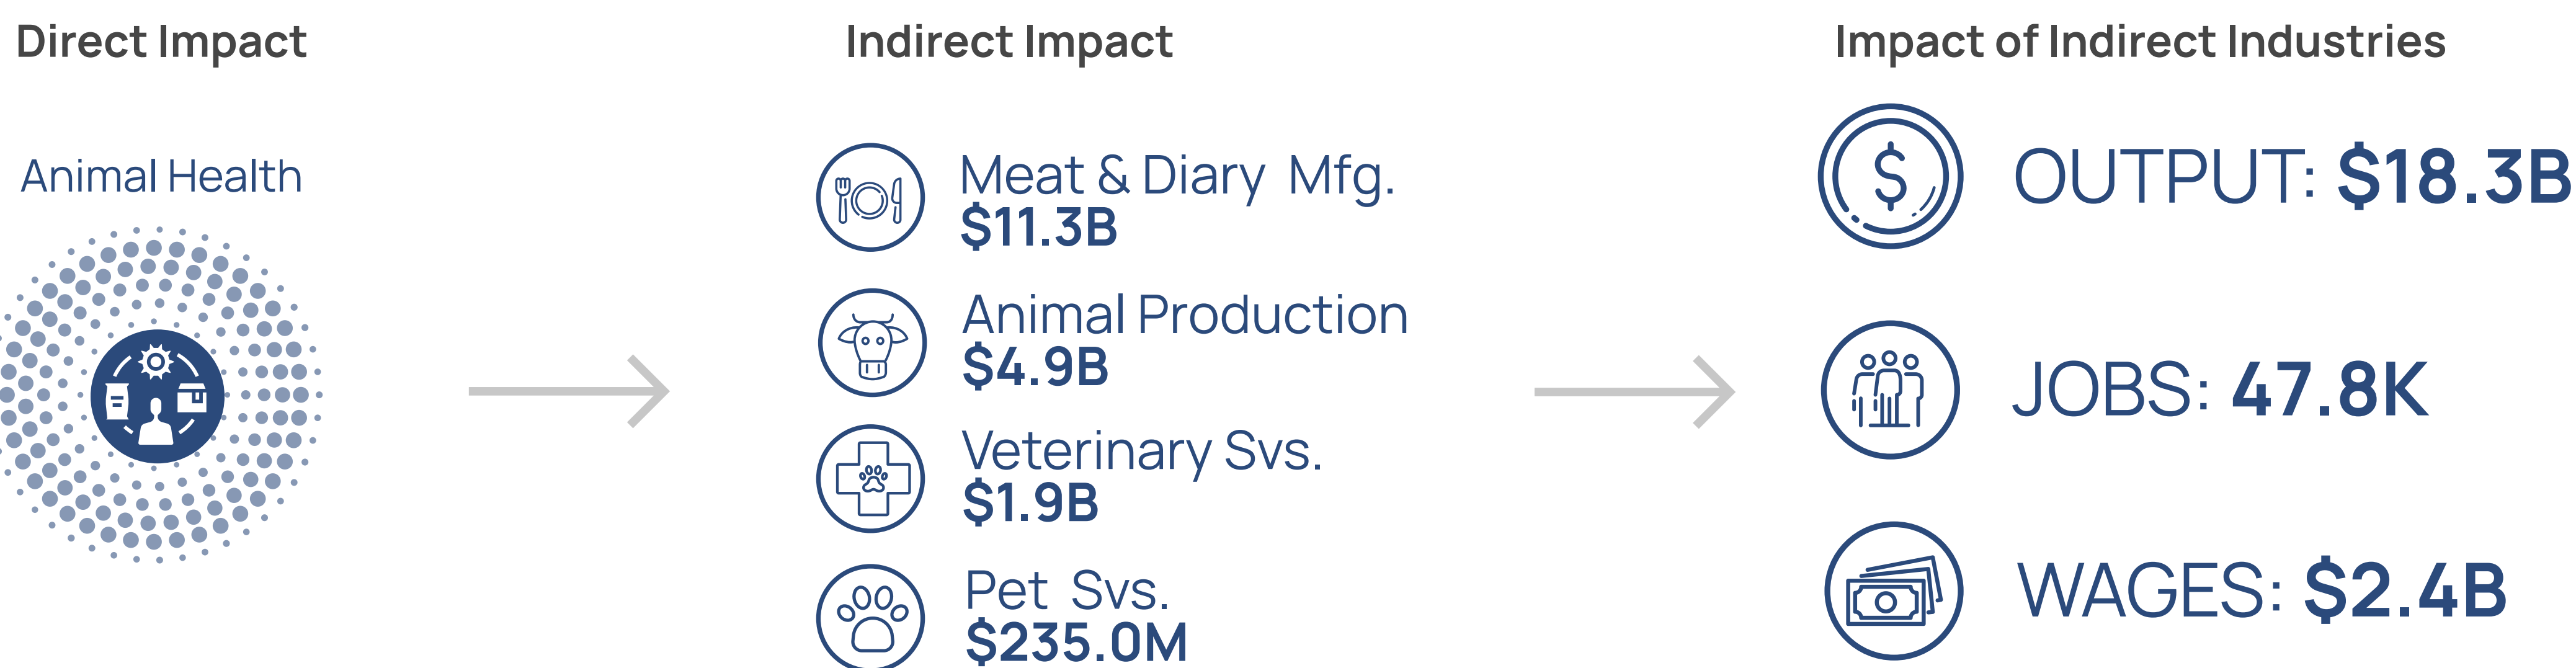 Direct Impact
Animal Health
Indirect Impact
Meat & Diary Mfg.
$11.3B
Animal Production
$4.9B
Veterinary Svs.
$1.9B
Pet Svs.
$235.0M
Impact of Indirect Industries
OUTPUT: $18.3B
JOBS: 47.8K
WAGES: $2.4B